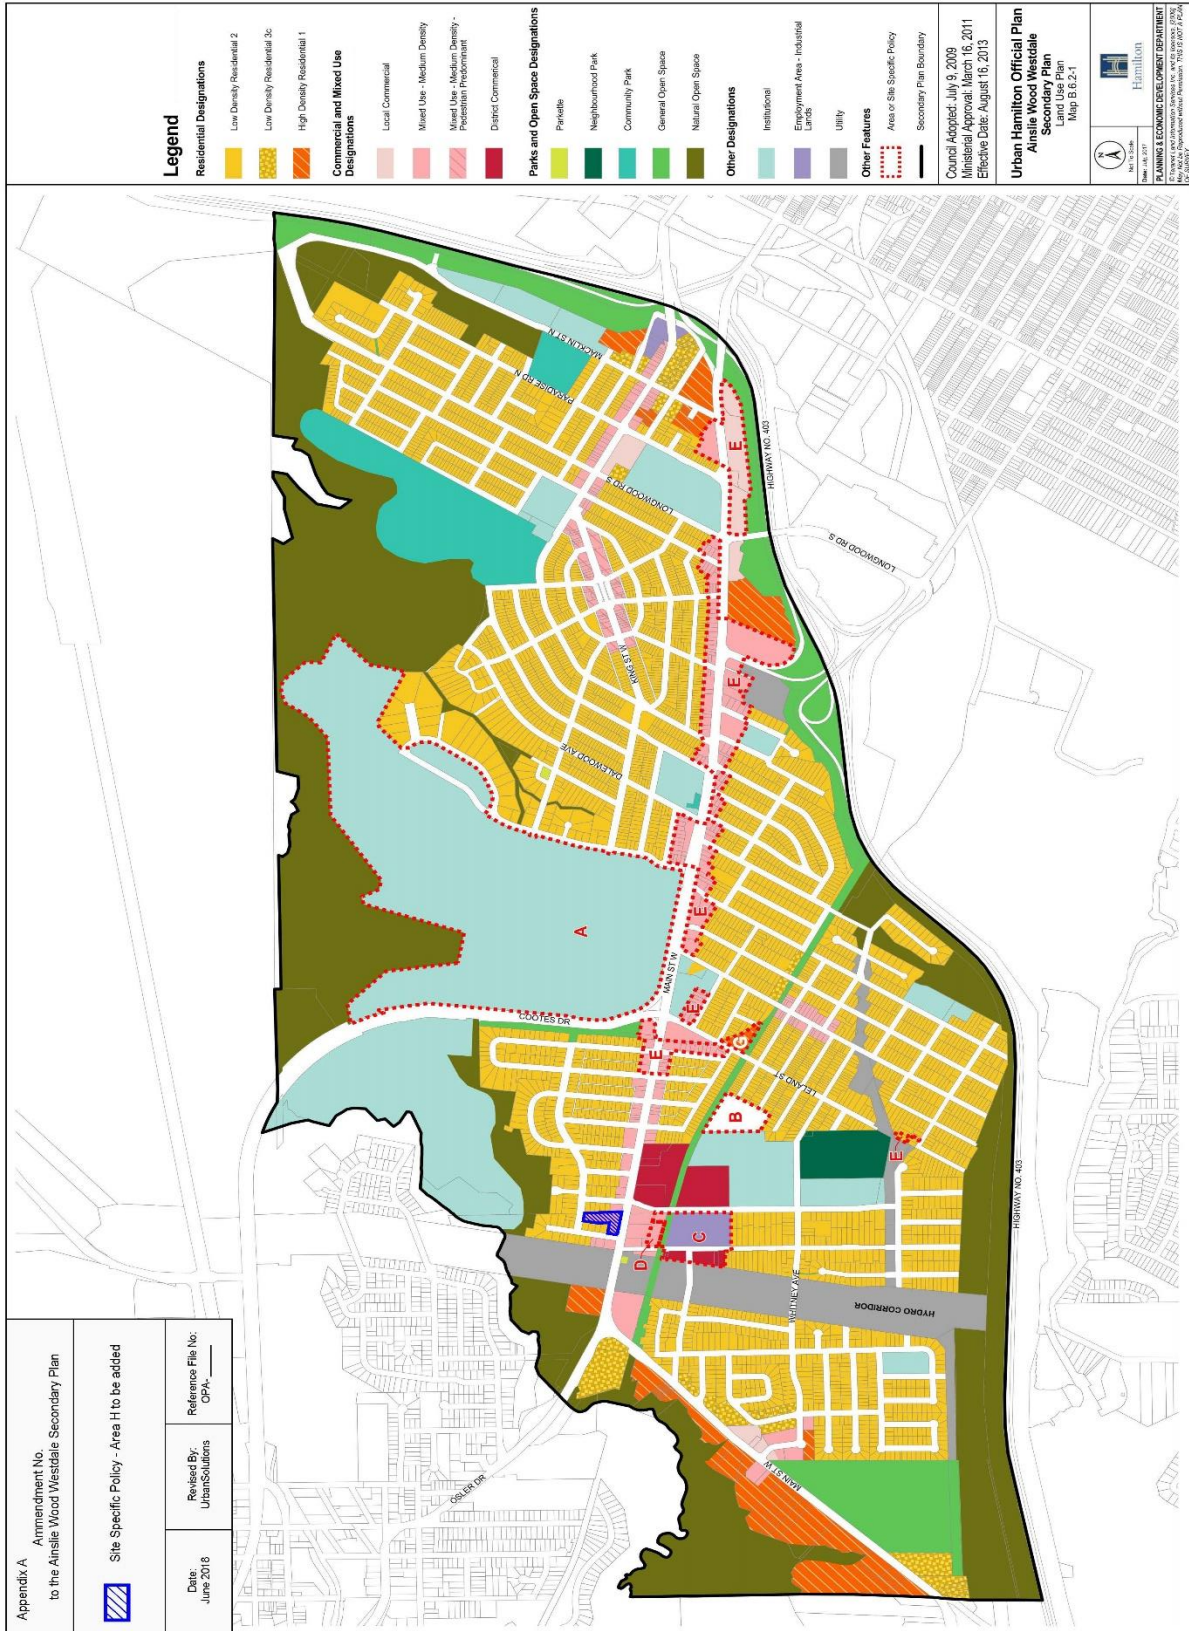 Appendix A
Ammendment No.
to the Ainslie Wood Westdale Secondary Plan
Site Specific Policy - Area H to be added
Date:
June 2018
Revised By:
UrbanSolutions
Reference File No:
OPA-
Legend
Residential Designations
Low Density Residential 2
Low Density Residential 3c
High Density Residential 1
Commercial and Mixed Use
Designations
Local Commercial
Mixed Use - Medium Density
Mixed Use - Medium Density -
Pedestrian Predominant
District Commercial
Parks and Open Space Designations
Parkette
Neighbourhood Park
Community Park
General Open Space
Natural Open Space
Other Designations
Institutional
Employment Area - Industrial
Lands
Utility
Other Features
Area or Site Specific Policy
Secondary Plan Boundary
Council Adopted: July 9, 2009
Ministerial Approval: March 16, 2011
Effective Date: August 16, 2013
Urban Hamilton Official Plan
Ainslie Wood Westdale
Secondary Plan
Land Use Plan
Map B.6.2-1
N
Not To Scale
Date: July, 2017
Hamilton
PLANNING & ECONOMIC DEVELOPMENT DEPARTMENT
MACKLIN ST N
PARADISE RD N
LONGWOOD RD S
HIGHWAY NO. 403
LONGWOOD RD S
KING ST W
DALEWOOD AVE
MAIN ST W
COOTES DR
LELAND ST
WHITNEY AVE
HYDRO CORRIDOR
HIGHWAY NO. 403
MAIN ST W
OSLER DR
A
B
C
D
E
E
E
E
E
E
G